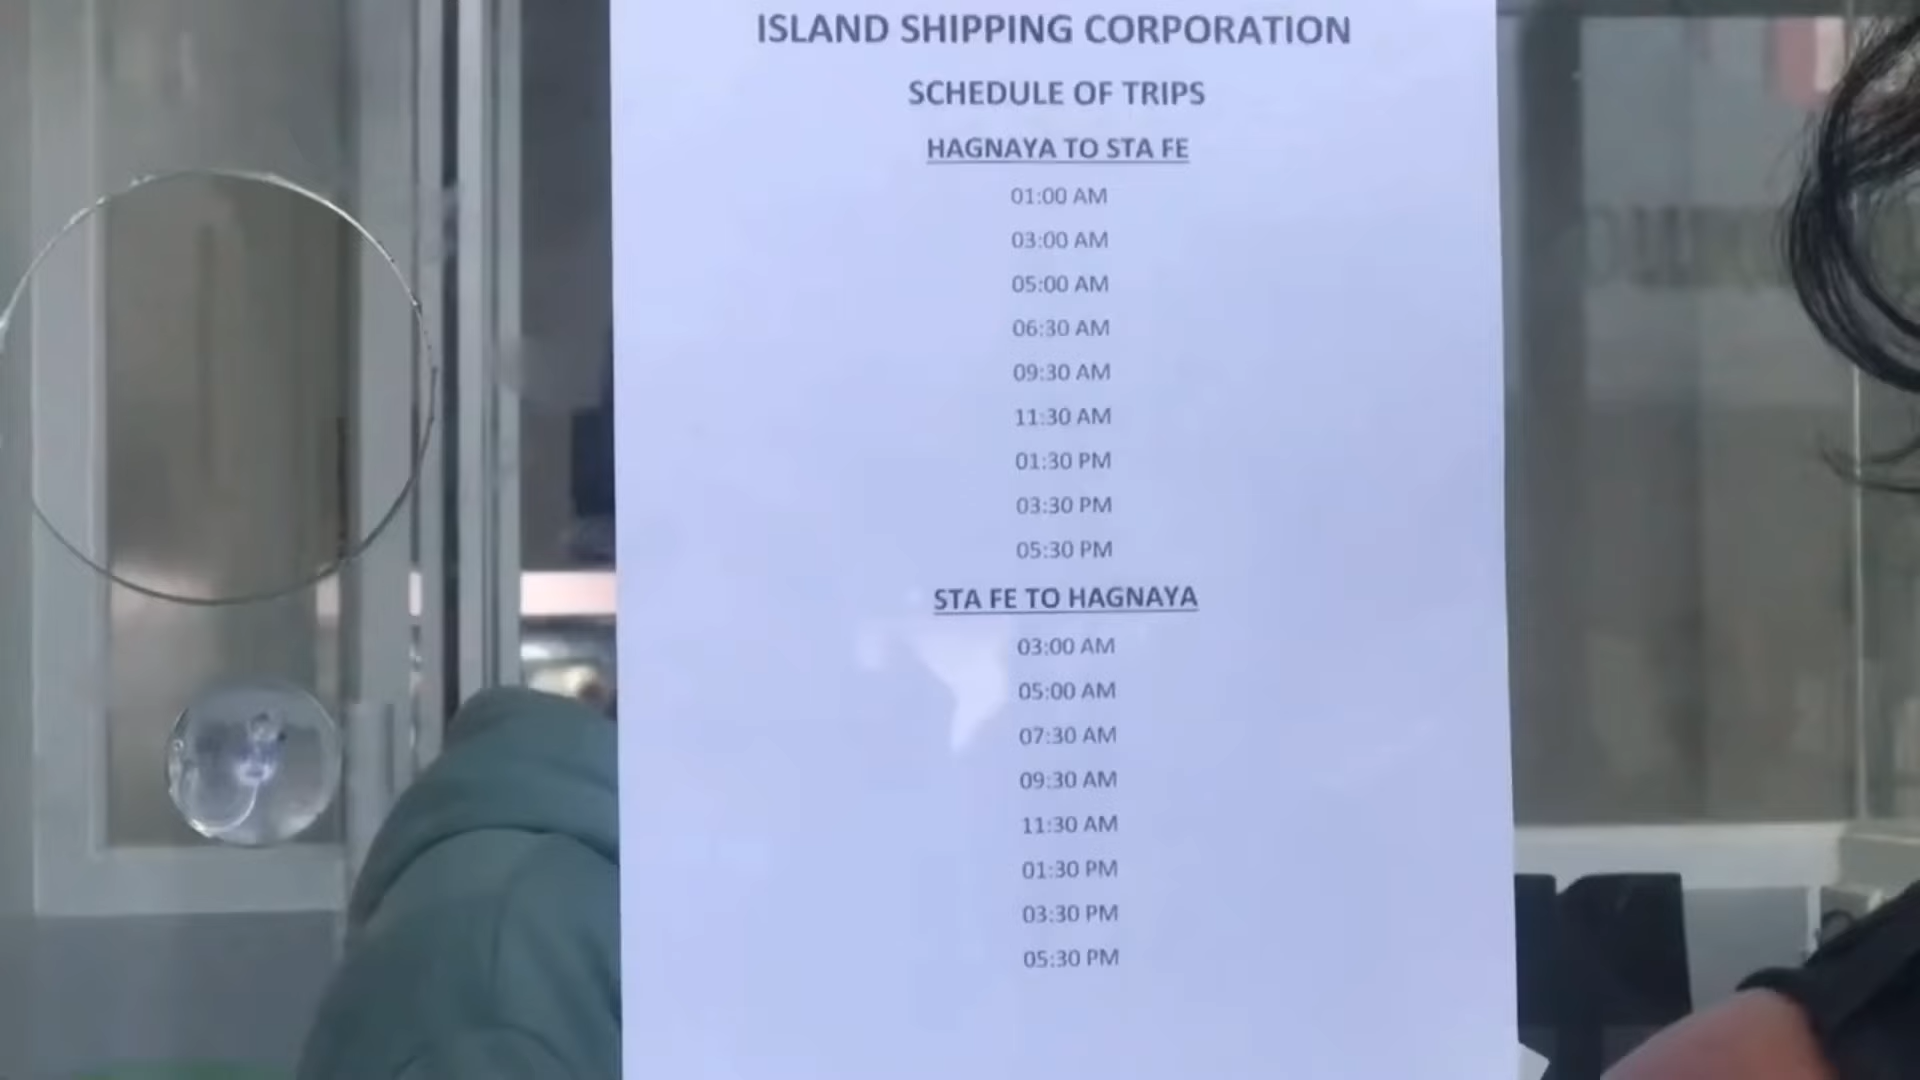 ISLAND SHIPPING CORPORATION
SCHEDULE OF TRIPS
HAGNAYA TO STA FE
01:00 AM
03:00 AM
05:00 AM
06:30 AM
09:30 AM
11:30 AM
01:30 PM
03:30 PM
05:30 PM
STA FE TO HAGNAYA
03:00 AM
05:00 AM
07:30 AM
09:30 AM
11:30 AM
01:30 PM
03:30 PM
05:30 PM